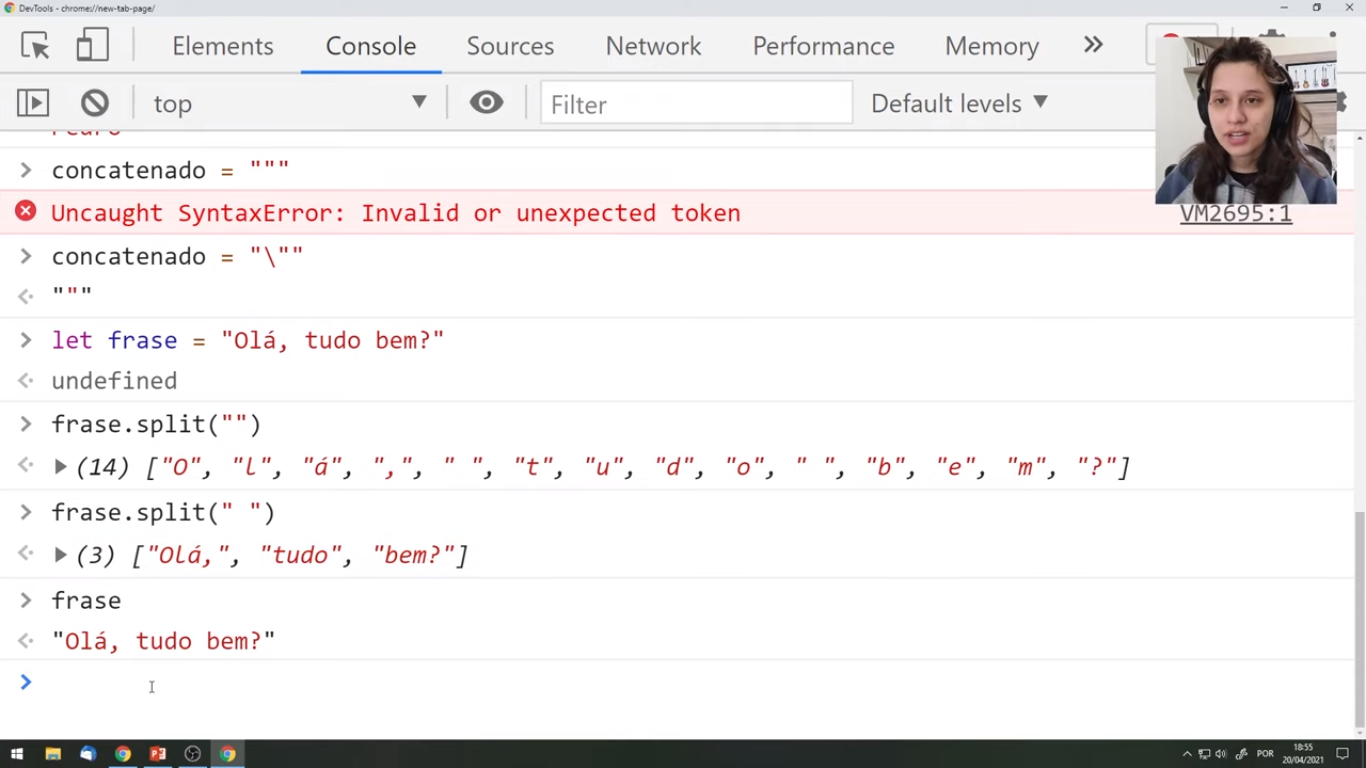 DevTools - chrome://new-tab-page/
Elements Console Sources Network Performance Memory »
top ▼ Filter Default levels ▼
Pedro
> concatenado = """
Uncaught SyntaxError: Invalid or unexpected token VM2695:1
> concatenado = "\""
"""
> let frase = "Olá, tudo bem?"
undefined
> frase.split("")
▶ (14) ["O", "l", "á", ",", " ", "t", "u", "d", "o", " ", "b", "e", "m", "?"]
> frase.split(" ")
▶ (3) ["Olá,", "tudo", "bem?"]
> frase
"Olá, tudo bem?"
>
POR 18:55
20/04/2021